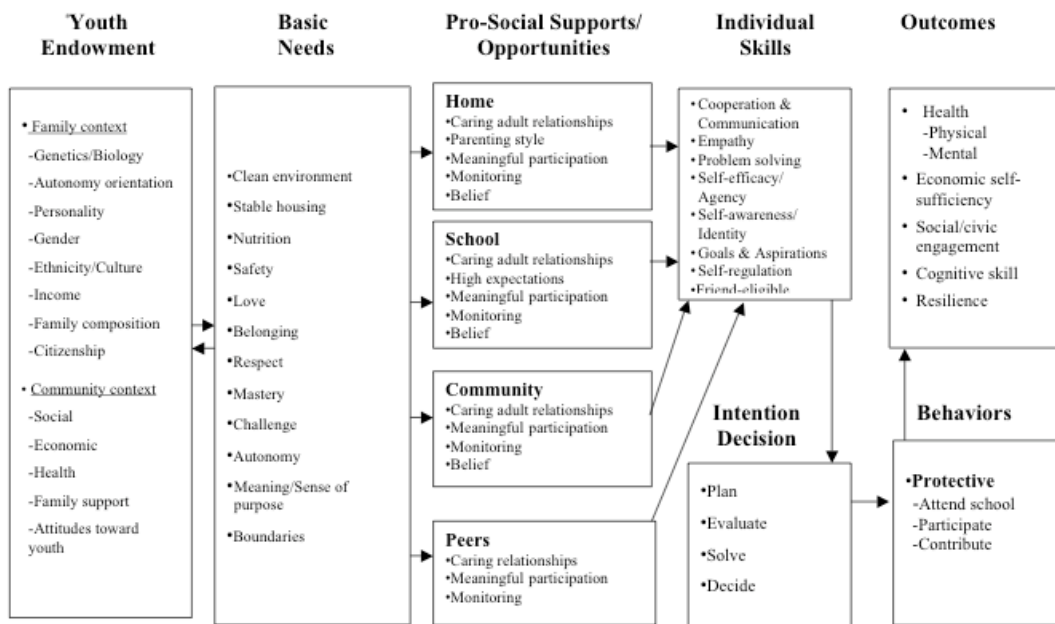 Youth
Endowment
Basic
Needs
Pro-Social Supports/
Opportunities
Individual
Skills
Outcomes
• Family context
-Genetics/Biology
-Autonomy orientation
-Personality
-Gender
-Ethnicity/Culture
-Income
-Family composition
-Citizenship
• Community context
-Social
-Economic
-Health
-Family support
-Attitudes toward
youth
•Clean environment
•Stable housing
•Nutrition
•Safety
•Love
•Belonging
•Respect
•Mastery
•Challenge
•Autonomy
•Meaning/Sense of
purpose
•Boundaries
Home
•Caring adult relationships
•Parenting style
•Meaningful participation
•Monitoring
•Belief
School
•Caring adult relationships
•High expectations
•Meaningful participation
•Monitoring
•Belief
Community
•Caring adult relationships
•Meaningful participation
•Monitoring
•Belief
Peers
•Caring relationships
•Meaningful participation
•Monitoring
•Cooperation &
Communication
•Empathy
•Problem solving
•Self-efficacy/
Agency
•Self-awareness/
Identity
•Goals & Aspirations
•Self-regulation
•Friend-eligible
Intention
Decision
•Plan
•Evaluate
•Solve
•Decide
• Health
-Physical
-Mental
• Economic self-
sufficiency
• Social/civic
engagement
• Cognitive skill
• Resilience
Behaviors
•Protective
-Attend school
-Participate
-Contribute